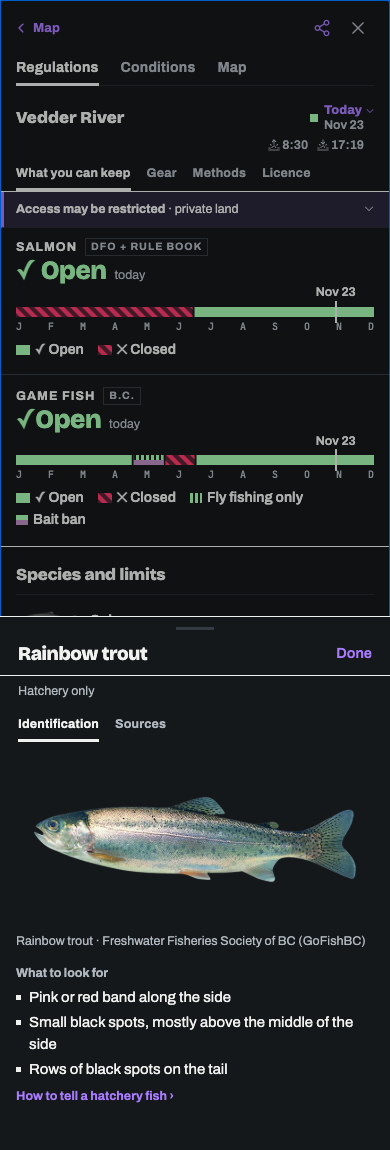 Map
Regulations Conditions Map
Vedder River
Today
Nov 23
8:30 17:19
What you can keep Gear Methods Licence
Access may be restricted · private land
SALMON DFO + RULE BOOK
✓ Open today
Nov 23
J F M A M J J A S O N D
✓ Open ✕ Closed
GAME FISH B.C.
✓ Open today
Nov 23
J F M A M J J A S O N D
✓ Open ✕ Closed Fly fishing only
Bait ban
Species and limits
Rainbow trout Done
Hatchery only
Identification Sources
Rainbow trout · Freshwater Fisheries Society of BC (GoFishBC)
What to look for
Pink or red band along the side
Small black spots, mostly above the middle of the
side
Rows of black spots on the tail
How to tell a hatchery fish ›